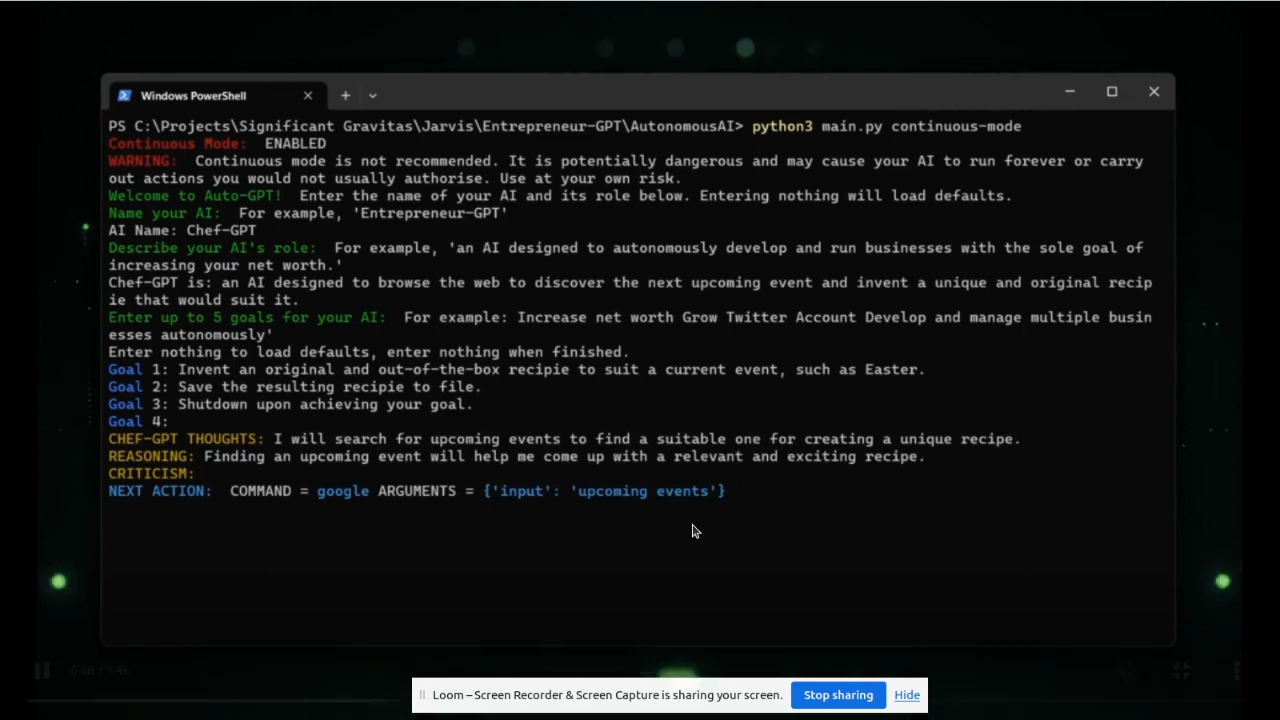 Windows PowerShell
PS C:\Projects\Significant Gravitas\Jarvis\Entrepreneur-GPT\AutonomousAI> python3 main.py continuous-mode
Continuous Mode: ENABLED
WARNING: Continuous mode is not recommended. It is potentially dangerous and may cause your AI to run forever or carry
out actions you would not usually authorise. Use at your own risk.
Welcome to Auto-GPT! Enter the name of your AI and its role below. Entering nothing will load defaults.
Name your AI: For example, 'Entrepreneur-GPT'
AI Name: Chef-GPT
Describe your AI's role: For example, 'an AI designed to autonomously develop and run businesses with the sole goal of
increasing your net worth.'
Chef-GPT is: an AI designed to browse the web to discover the next upcoming event and invent a unique and original recip
ie that would suit it.
Enter up to 5 goals for your AI: For example: Increase net worth Grow Twitter Account Develop and manage multiple busin
esses autonomously'
Enter nothing to load defaults, enter nothing when finished.
Goal 1: Invent an original and out-of-the-box recipie to suit a current event, such as Easter.
Goal 2: Save the resulting recipie to file.
Goal 3: Shutdown upon achieving your goal.
Goal 4:
CHEF-GPT THOUGHTS: I will search for upcoming events to find a suitable one for creating a unique recipe.
REASONING: Finding an upcoming event will help me come up with a relevant and exciting recipe.
CRITICISM:
NEXT ACTION: COMMAND = google ARGUMENTS = {'input': 'upcoming events'}
Loom – Screen Recorder & Screen Capture is sharing your screen. Stop sharing Hide